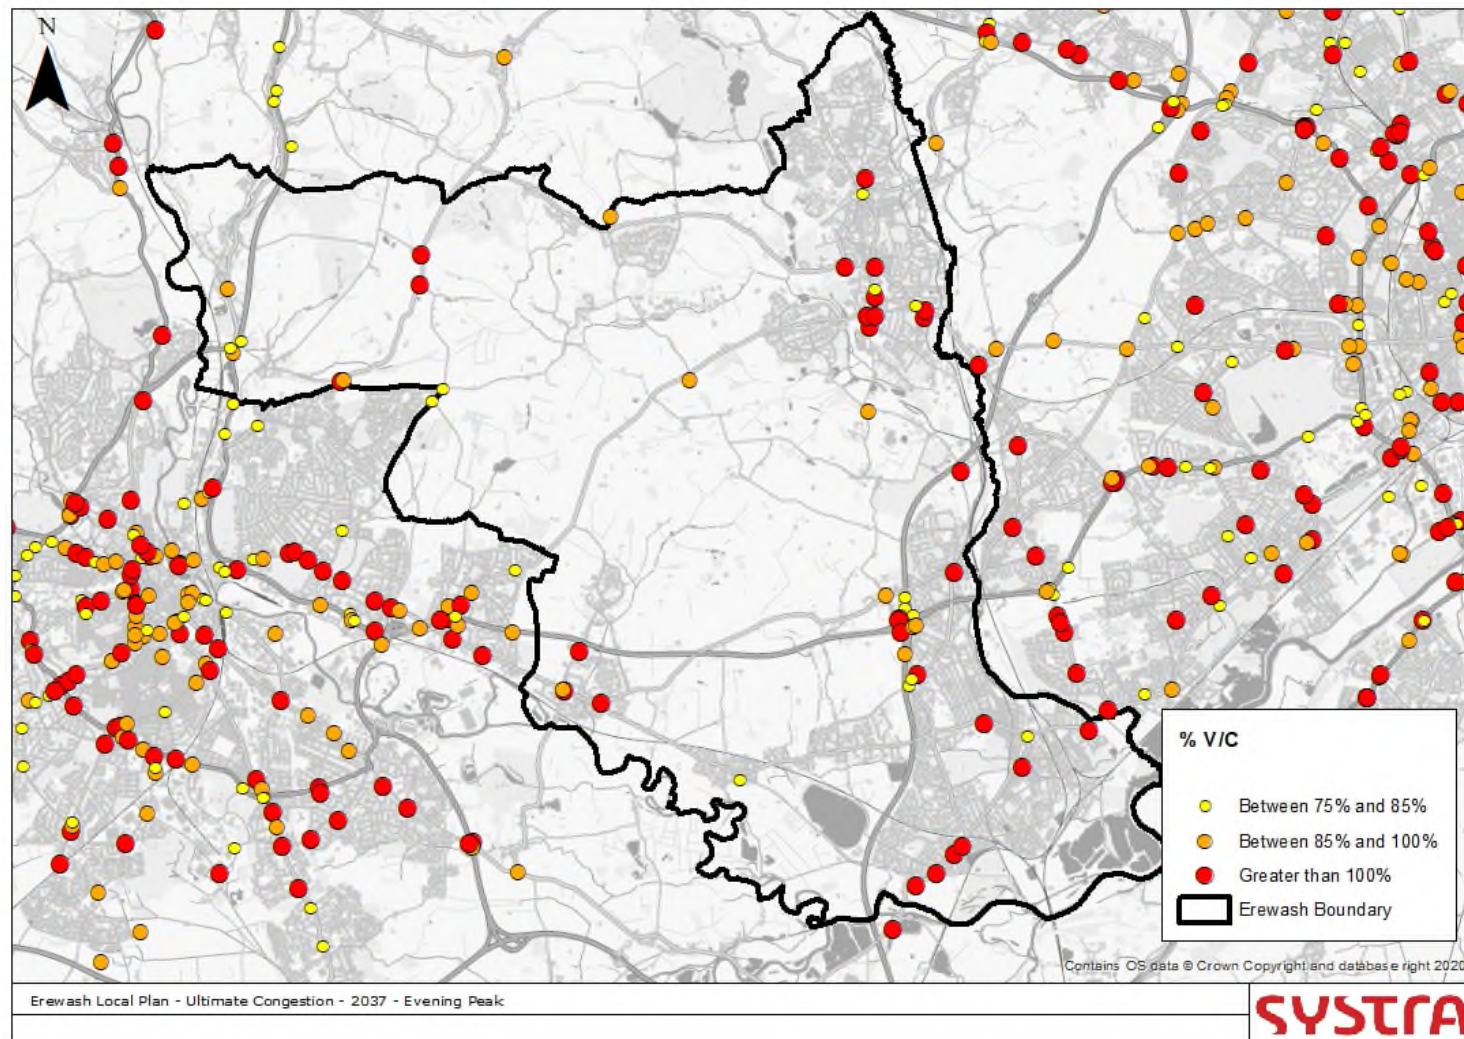 N
% V/C
Between 75% and 85%
Between 85% and 100%
Greater than 100%
Erewash Boundary
Contains OS data © Crown Copyright and database right 2020
Erewash Local Plan - Ultimate Congestion - 2037 - Evening Peak
SYSTRA